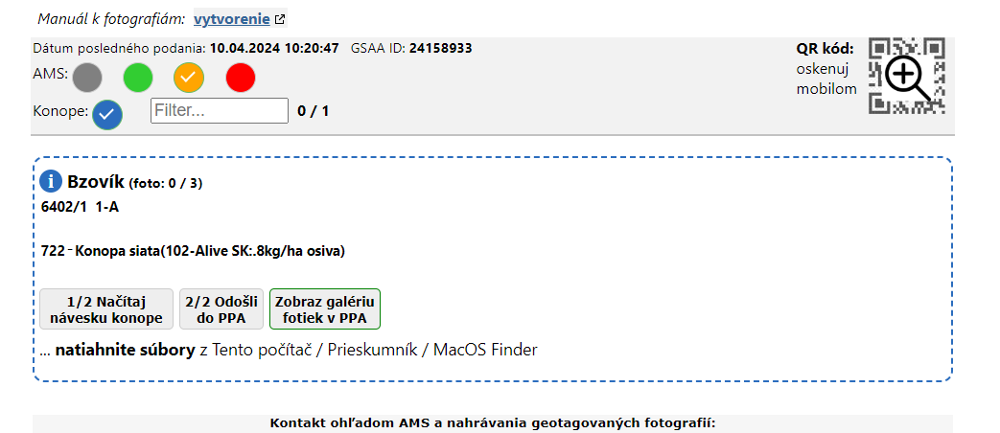 Manuál k fotografiám: vytvorenie
Dátum posledného podania: 10.04.2024 10:20:47 GSAA ID: 24158933
QR kód:
oskenuj
mobilom
AMS:
Konope: Filter... 0 / 1
i Bzovík (foto: 0 / 3)
6402/1 1-A
722-Konopa siata(102-Alive SK:.8kg/ha osiva)
1/2 Načítaj
návesku konope
2/2 Odošli
do PPA
Zobraz galériu
fotiek v PPA
... natiahnite súbory z Tento počítač / Prieskumník / MacOS Finder
Kontakt ohľadom AMS a nahrávania geotagovaných fotografií: